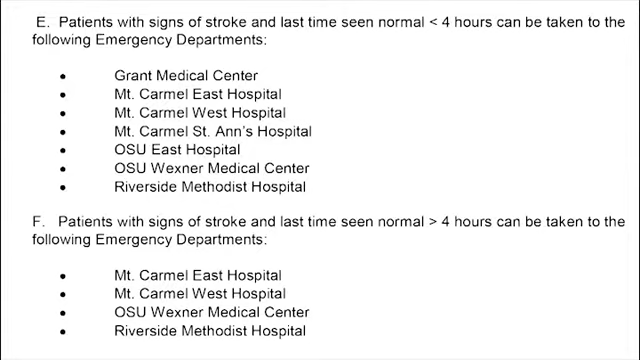 E. Patients with signs of stroke and last time seen normal < 4 hours can be taken to the
following Emergency Departments:
• Grant Medical Center
• Mt. Carmel East Hospital
• Mt. Carmel West Hospital
• Mt. Carmel St. Ann's Hospital
• OSU East Hospital
• OSU Wexner Medical Center
• Riverside Methodist Hospital
F. Patients with signs of stroke and last time seen normal > 4 hours can be taken to the
following Emergency Departments:
• Mt. Carmel East Hospital
• Mt. Carmel West Hospital
• OSU Wexner Medical Center
• Riverside Methodist Hospital